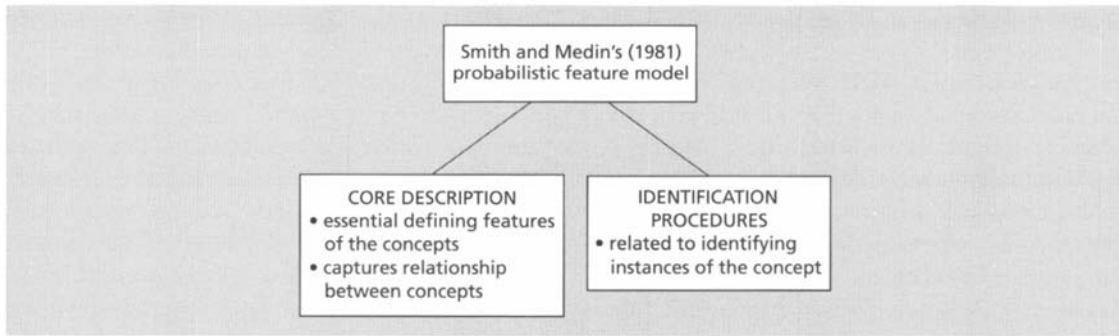 Smith and Medin's (1981)
probabilistic feature model
CORE DESCRIPTION
• essential defining features
of the concepts
• captures relationship
between concepts
IDENTIFICATION
PROCEDURES
• related to identifying
instances of the concept